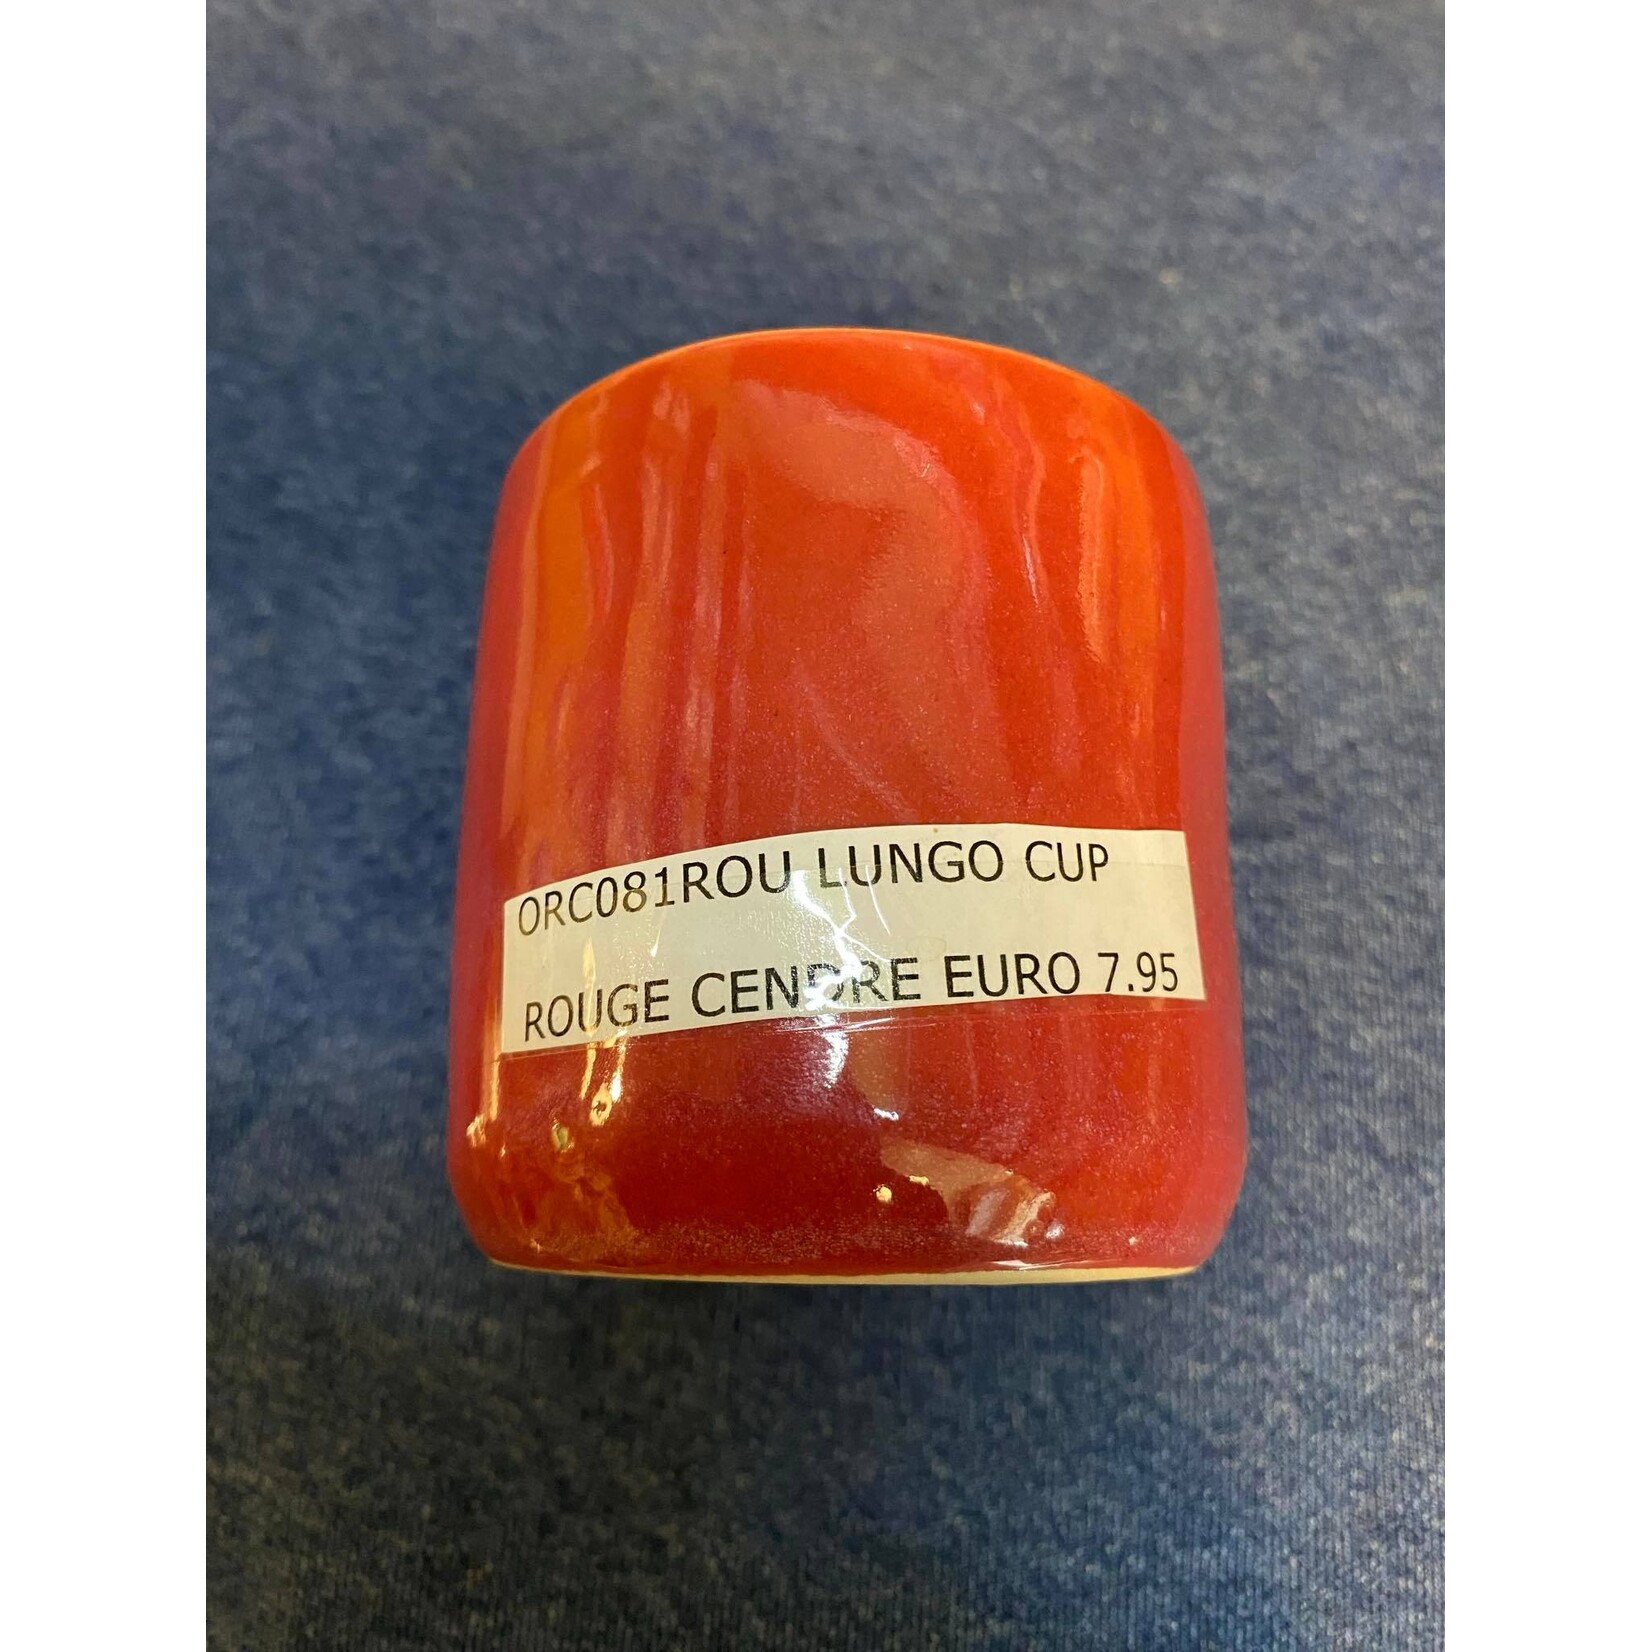 ORC081ROU LUNGO CUP
ROUGE CENDRE EURO 7.95